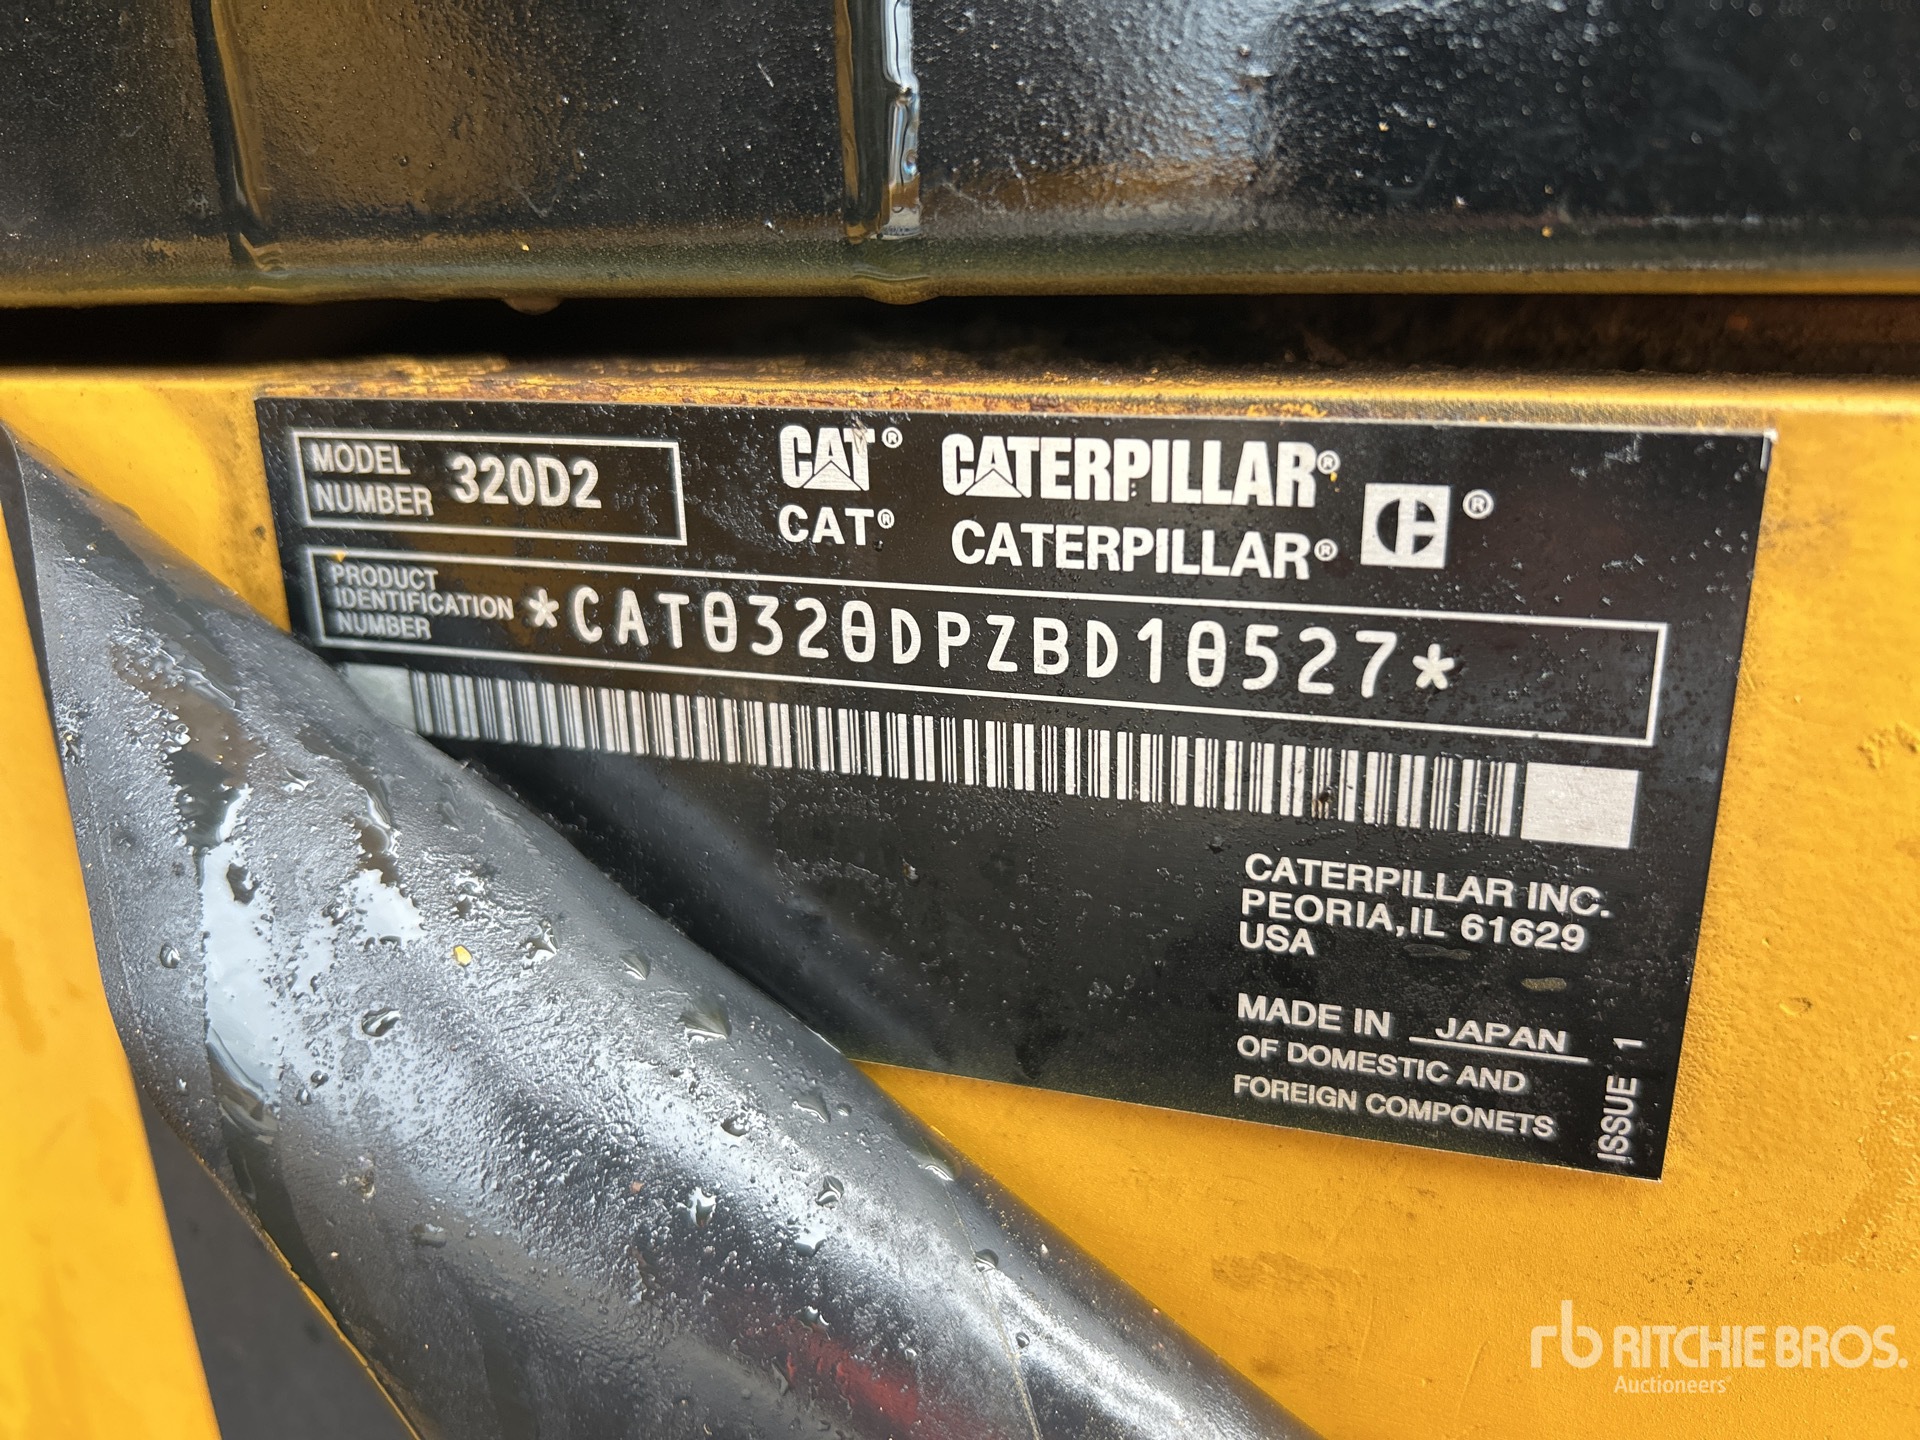 MODEL NUMBER 320D2
CAT® CATERPILLAR®
CAT® CATERPILLAR® ®
PRODUCT IDENTIFICATION NUMBER *CAT0320DPZBD10527*
CATERPILLAR INC.
PEORIA, IL 61629
USA
MADE IN JAPAN
OF DOMESTIC AND
FOREIGN COMPONETS
ISSUE 1
rb RITCHIE BROS.
Auctioneers